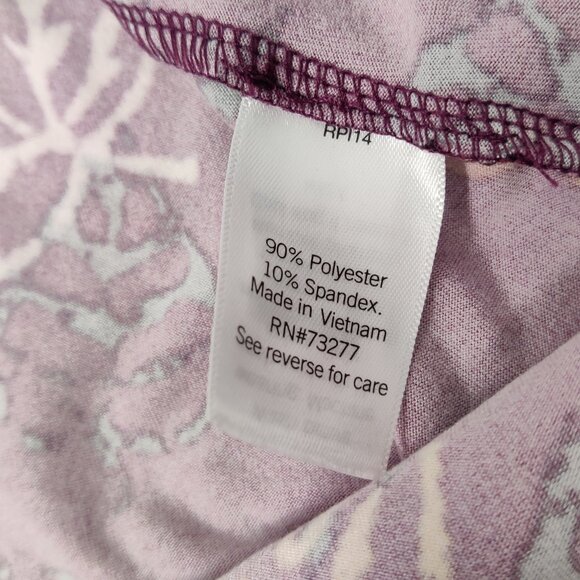 RPI14
90% Polyester
10% Spandex.
Made in Vietnam
RN#73277
See reverse for care